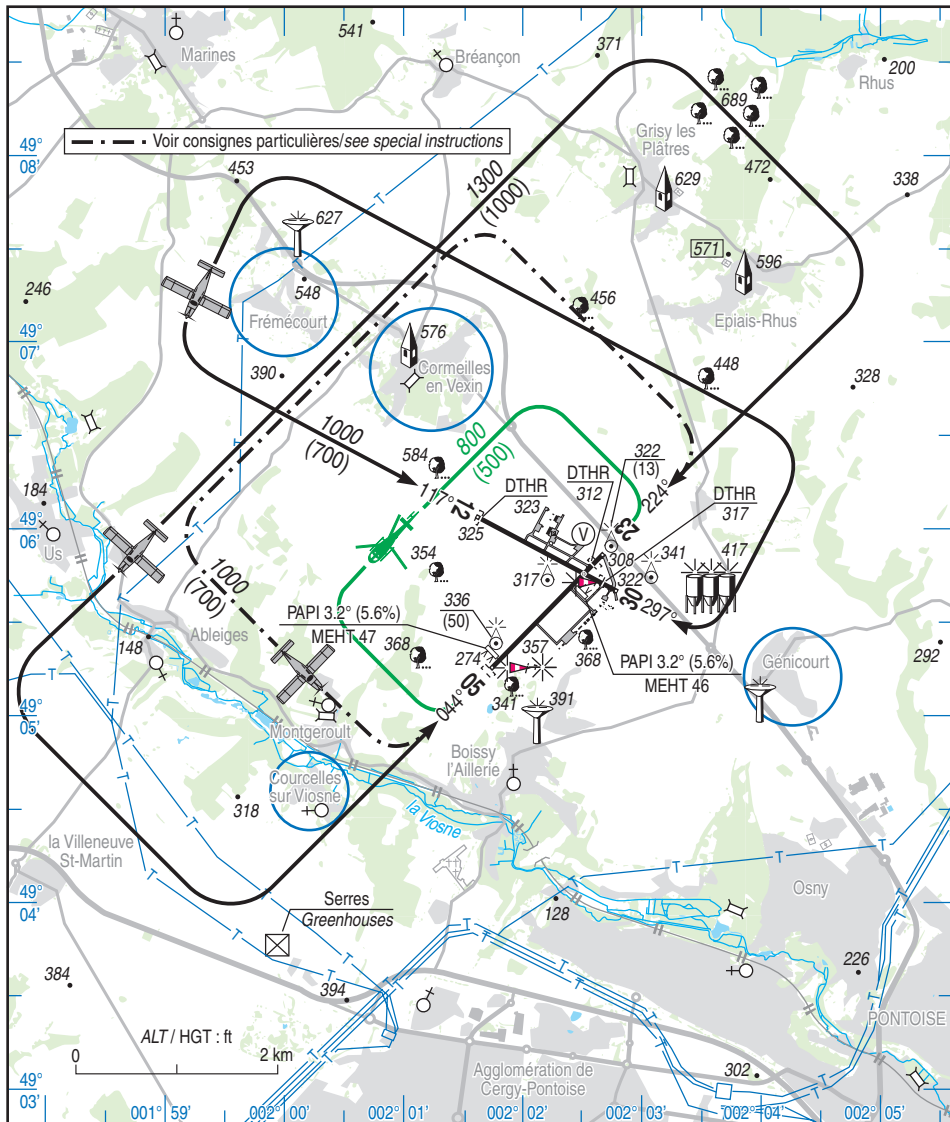 541
371
200
Marines
Bréançon
Rhus
689
Voir consignes particulières/see special instructions
Grisy les
Plâtres
49°
08'
453
1300
(1000)
629
472
338
627
571
596
548
246
Frémécourt
456
Epiais-Rhus
49°
07'
576
Cormeilles
en Vexin
390
448
328
1000
(700)
800
(500)
584
322
(13)
224°
DTHR
312
DTHR
323
DTHR
317
117°
12
325
23
V
184
49°
06'
Us
354
308
341
417
317
322
30
297°
1000
(700)
336
(50)
PAPI 3.2° (5.6%)
MEHT 47
Ableiges
148
368
274
357
368
PAPI 3.2° (5.6%)
MEHT 46
292
Génicourt
05
044°
341
391
49°
05'
Montgeroult
Boissy
l'Aillerie
Courcelles
sur Viosne
318
la Viosne
la Villeneuve
St-Martin
Osny
49°
04'
Serres
Greenhouses
128
384
394
226
PONTOISE
ALT / HGT : ft
0
2 km
Agglomération de
Cergy-Pontoise
302
49°
03'
001° 59'
002° 00'
002° 01'
002° 02'
002° 03'
002° 04'
002° 05'